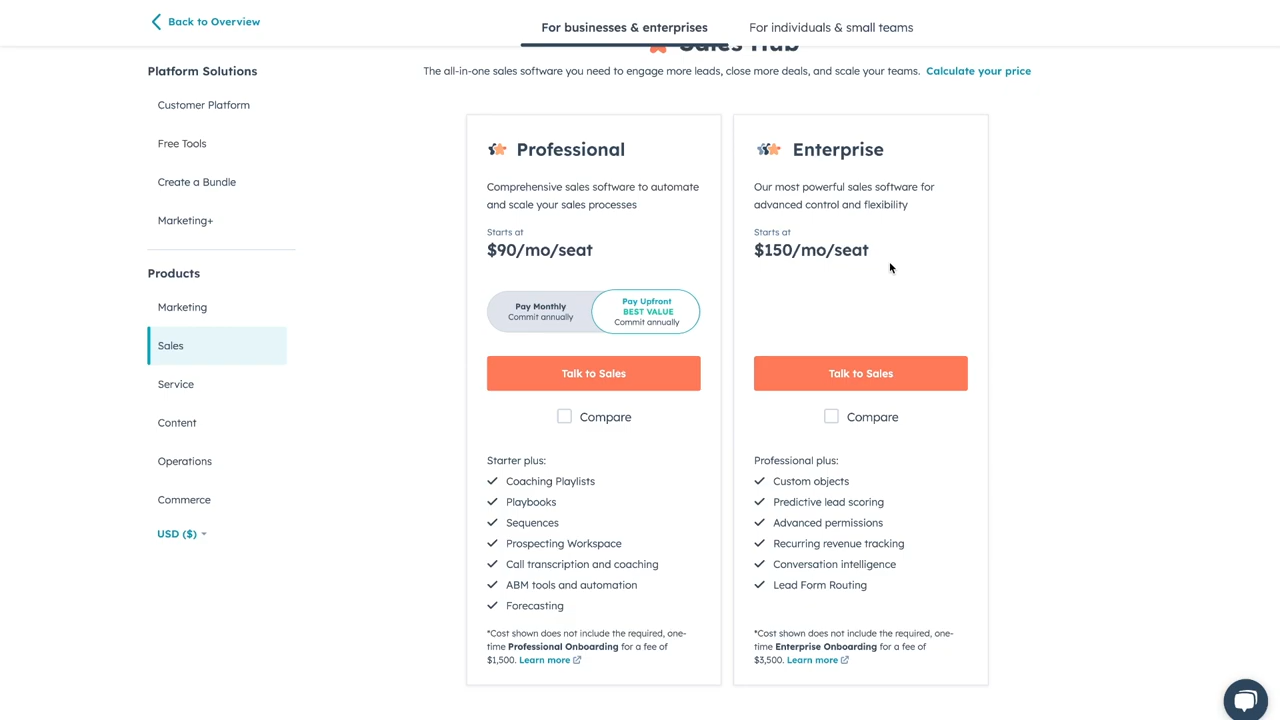 Back to Overview
For businesses & enterprises
For individuals & small teams
Sales Hub
The all-in-one sales software you need to engage more leads, close more deals, and scale your teams. Calculate your price
Platform Solutions
Customer Platform
Free Tools
Create a Bundle
Marketing+
Products
Marketing
Sales
Service
Content
Operations
Commerce
USD ($)
Professional
Comprehensive sales software to automate
and scale your sales processes
Starts at
$90/mo/seat
Pay Monthly
Commit annually
Pay Upfront
BEST VALUE
Commit annually
Talk to Sales
Compare
Starter plus:
Coaching Playlists
Playbooks
Sequences
Prospecting Workspace
Call transcription and coaching
ABM tools and automation
Forecasting
*Cost shown does not include the required, one-
time Professional Onboarding for a fee of
$1,500. Learn more
Enterprise
Our most powerful sales software for
advanced control and flexibility
Starts at
$150/mo/seat
Talk to Sales
Compare
Professional plus:
Custom objects
Predictive lead scoring
Advanced permissions
Recurring revenue tracking
Conversation intelligence
Lead Form Routing
*Cost shown does not include the required, one-
time Enterprise Onboarding for a fee of
$3,500. Learn more